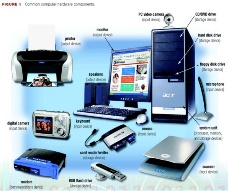 FIGURE 1 Common computer hardware components.
PC video camera
(input device)
CD/DVD drive
(storage device)
monitor
(output device)
printer
(output device)
hard disk drive
(storage device)
floppy disk drive
(storage device)
speakers
(output device)
microphone
(input device)
acer
keyboard
(input device)
mouse
(input device)
system unit
(processor, memory,
and storage devices)
digital camera
(input device)
card reader/writer
(storage device)
scanner
(input device)
modem
(communications device)
USB flash drive
(storage device)